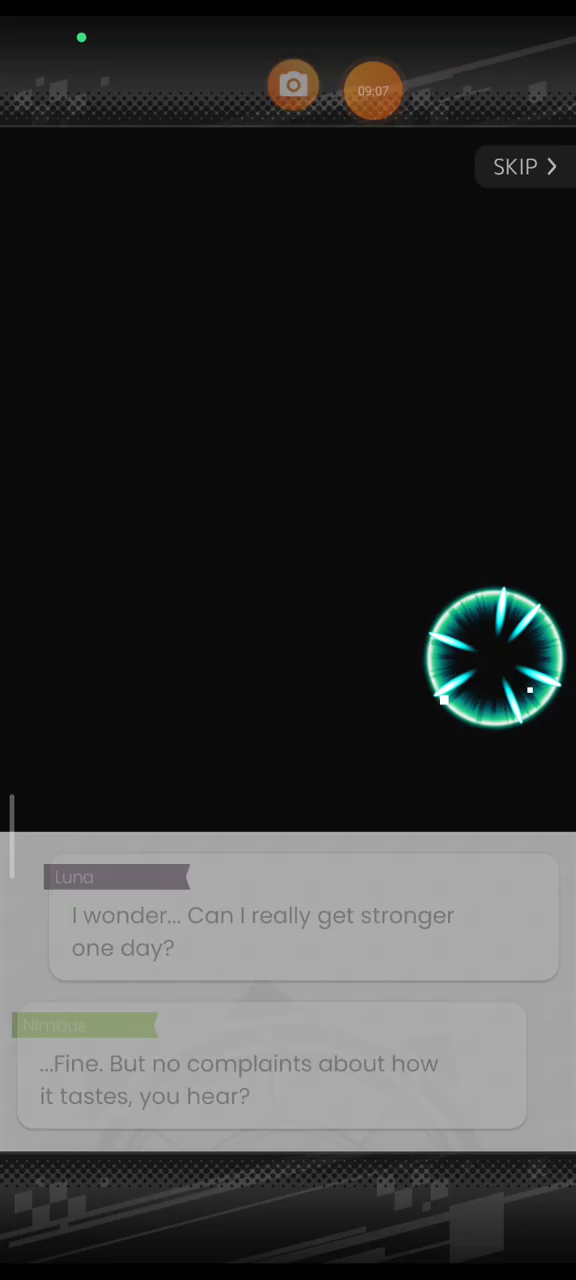 09:07
SKIP
Luna
I wonder... Can I really get stronger
one day?
Nimbus
...Fine. But no complaints about how
it tastes, you hear?